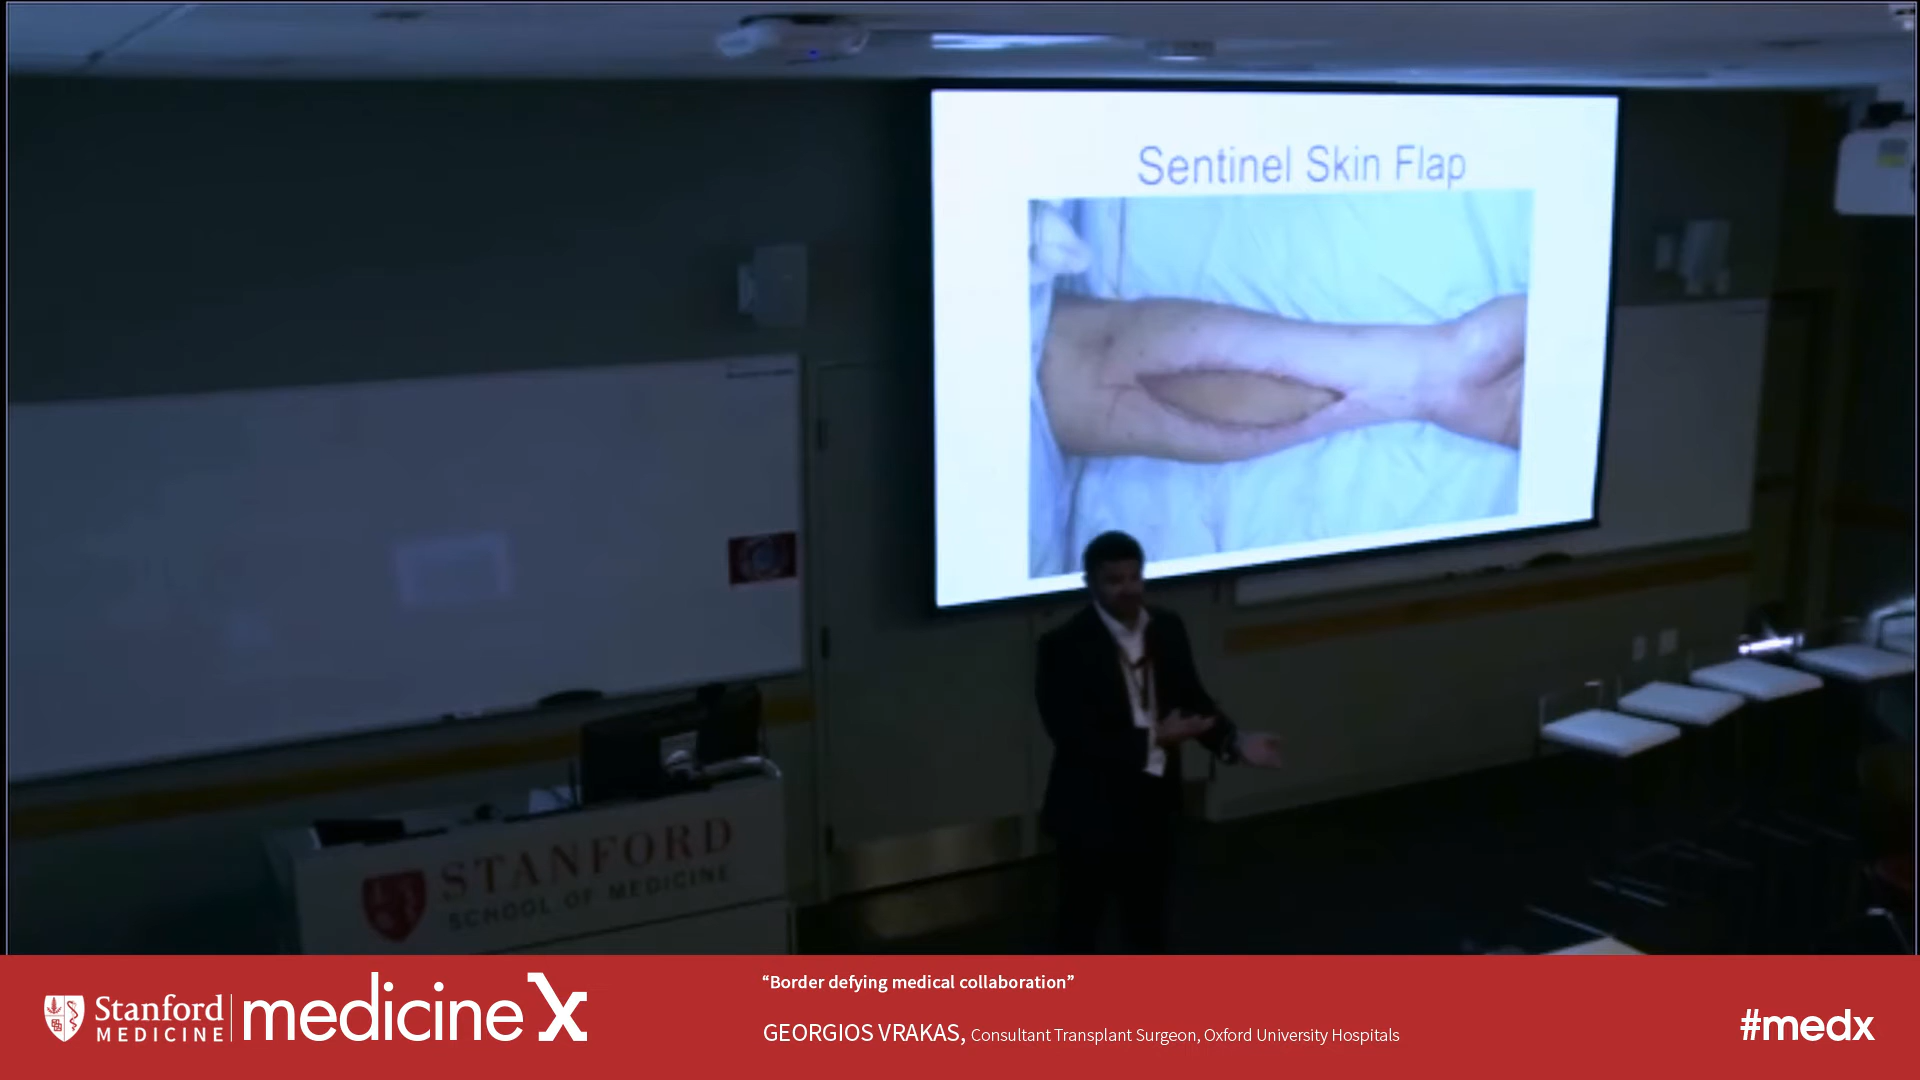 Sentinel Skin Flap
STANFORD
SCHOOL OF MEDICINE
Stanford
MEDICINE
medicine X
“Border defying medical collaboration”
GEORGIOS VRAKAS, Consultant Transplant Surgeon, Oxford University Hospitals
#medx